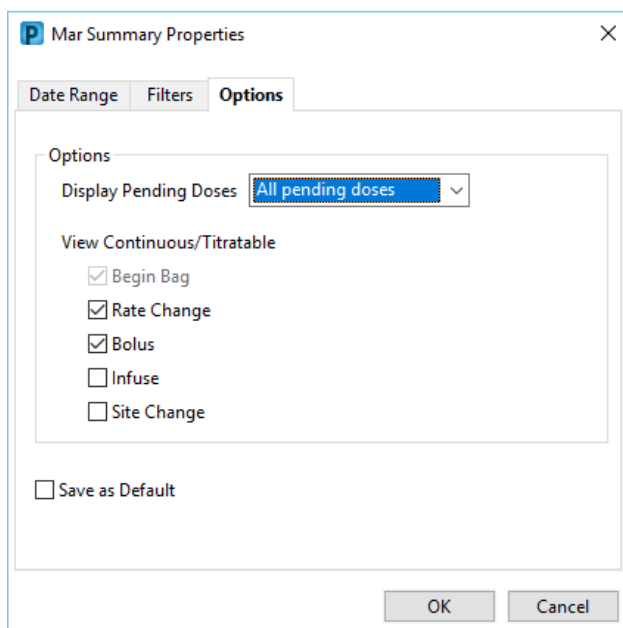 P Mar Summary Properties
Date Range Filters Options
Options
Display Pending Doses All pending doses
View Continuous/Titratable
Begin Bag
Rate Change
Bolus
Infuse
Site Change
Save as Default
OK Cancel